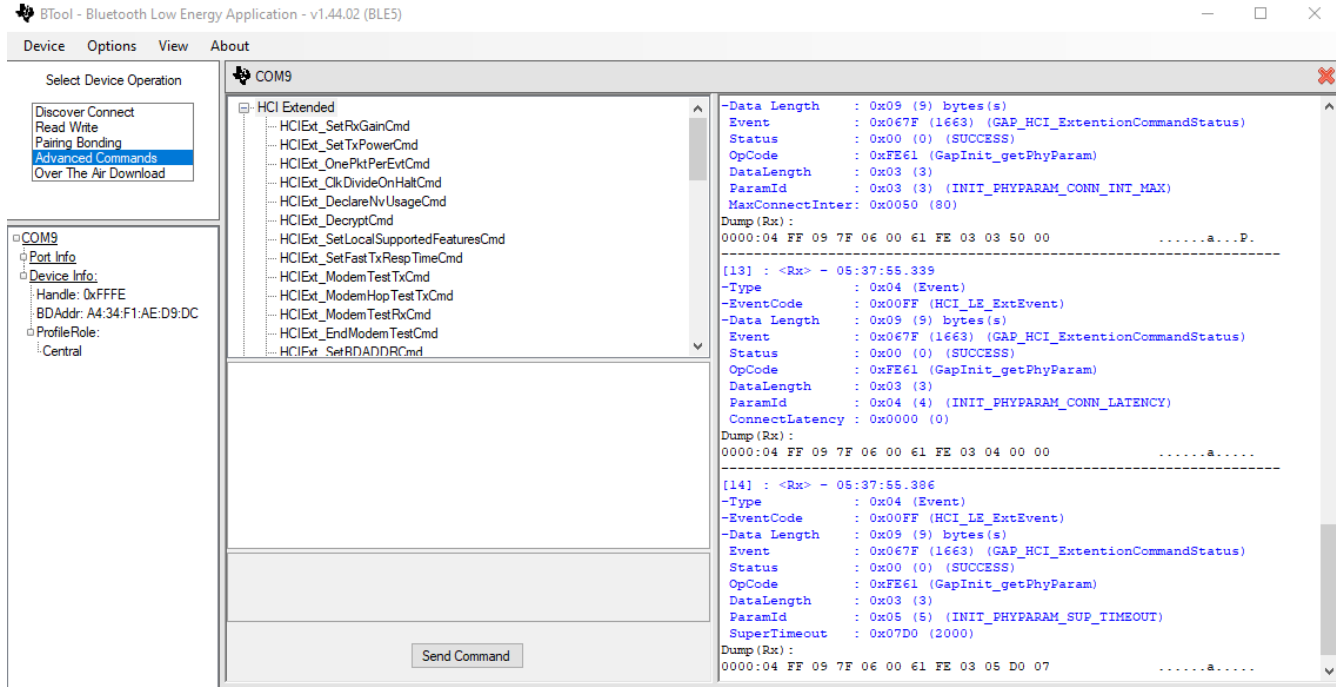 BTool - Bluetooth Low Energy Application - v1.44.02 (BLE5)
Device Options View About
Select Device Operation
Discover Connect
Read Write
Pairing Bonding
Advanced Commands
Over The Air Download
COM9
Port Info
Device Info:
Handle: 0xFFFE
BDAddr: A4:34:F1:AE:D9:DC
ProfileRole:
Central
COM9
HCI Extended
HCIExt_SetRxGainCmd
HCIExt_SetTxPowerCmd
HCIExt_OnePktPerEvtCmd
HCIExt_ClkDivideOnHaltCmd
HCIExt_DeclareNvUsageCmd
HCIExt_DecryptCmd
HCIExt_SetLocalSupportedFeaturesCmd
HCIExt_SetFastTxRespTimeCmd
HCIExt_ModemTestTxCmd
HCIExt_ModemHopTestTxCmd
HCIExt_ModemTestRxCmd
HCIExt_EndModemTestCmd
HCIExt_SetBDADDRCmd
Send Command
-Data Length : 0x09 (9) bytes(s)
Event : 0x067F (1663) (GAP_HCI_ExtentionCommandStatus)
Status : 0x00 (0) (SUCCESS)
OpCode : 0xFE61 (GapInit_getPhyParam)
DataLength : 0x03 (3)
ParamId : 0x03 (3) (INIT_PHYPARAM_CONN_INT_MAX)
MaxConnectInter: 0x0050 (80)
Dump(Rx):
0000:04 FF 09 7F 06 00 61 FE 03 03 50 00 ......a...P.
--------------------------------------------------------------------------------
[13] : <Rx> - 05:37:55.339
-Type : 0x04 (Event)
-EventCode : 0x00FF (HCI_LE_ExtEvent)
-Data Length : 0x09 (9) bytes(s)
Event : 0x067F (1663) (GAP_HCI_ExtentionCommandStatus)
Status : 0x00 (0) (SUCCESS)
OpCode : 0xFE61 (GapInit_getPhyParam)
DataLength : 0x03 (3)
ParamId : 0x04 (4) (INIT_PHYPARAM_CONN_LATENCY)
ConnectLatency : 0x0000 (0)
Dump(Rx):
0000:04 FF 09 7F 06 00 61 FE 03 04 00 00 ......a.....
--------------------------------------------------------------------------------
[14] : <Rx> - 05:37:55.386
-Type : 0x04 (Event)
-EventCode : 0x00FF (HCI_LE_ExtEvent)
-Data Length : 0x09 (9) bytes(s)
Event : 0x067F (1663) (GAP_HCI_ExtentionCommandStatus)
Status : 0x00 (0) (SUCCESS)
OpCode : 0xFE61 (GapInit_getPhyParam)
DataLength : 0x03 (3)
ParamId : 0x05 (5) (INIT_PHYPARAM_SUP_TIMEOUT)
SuperTimeout : 0x07D0 (2000)
Dump(Rx):
0000:04 FF 09 7F 06 00 61 FE 03 05 D0 07 ......a.....